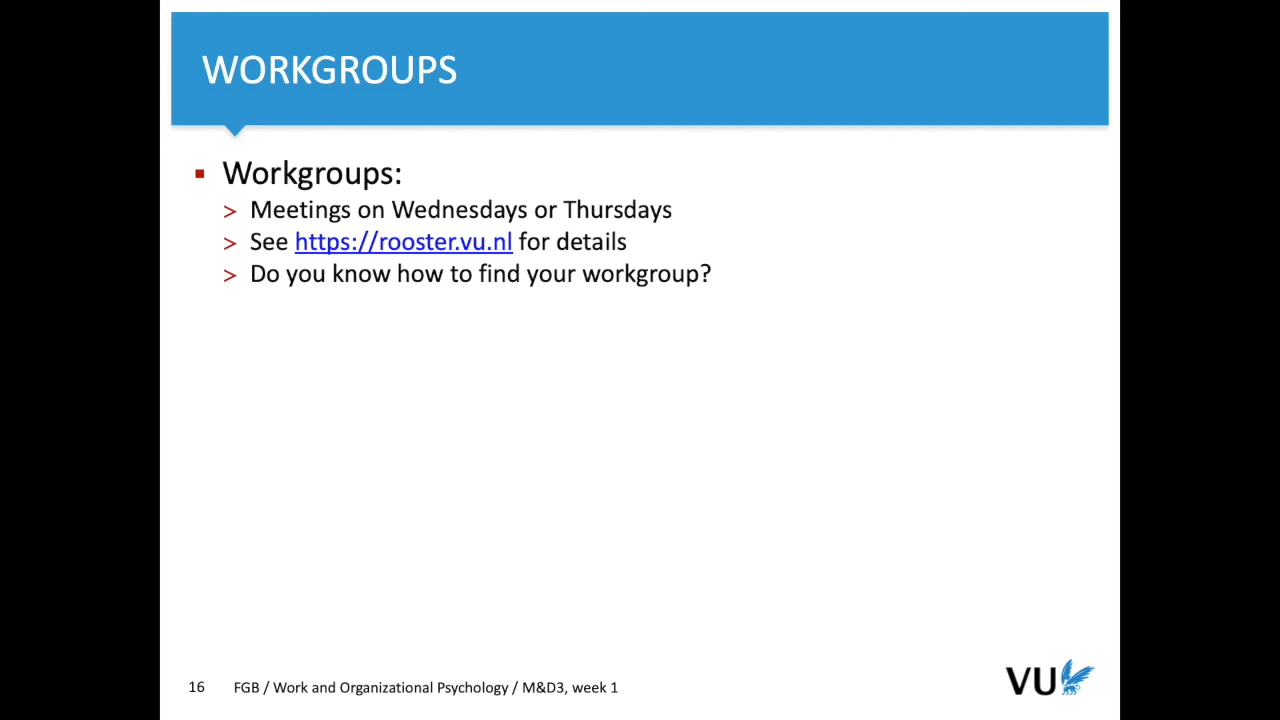 WORKGROUPS
Workgroups:
> Meetings on Wednesdays or Thursdays
> See https://rooster.vu.nl for details
> Do you know how to find your workgroup?
16 FGB / Work and Organizational Psychology / M&D3, week 1
VU